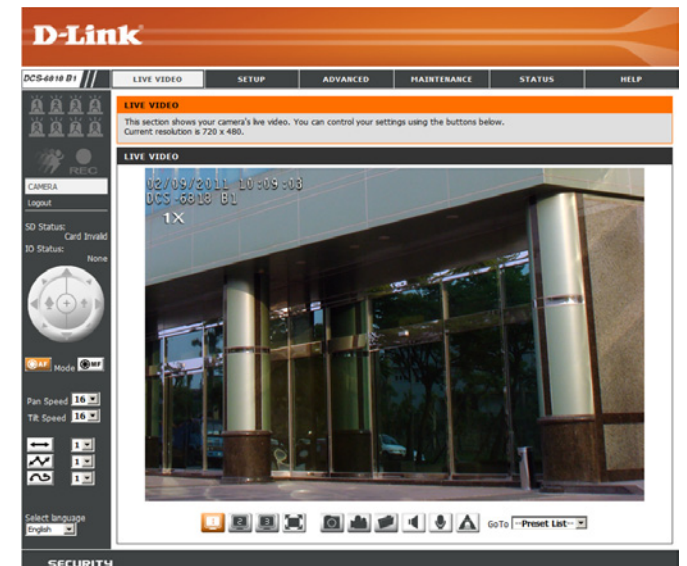 D-Link
DCS-6818 B1
LIVE VIDEO SETUP ADVANCED MAINTENANCE STATUS HELP
LIVE VIDEO
This section shows your camera's live video. You can control your settings using the buttons below.
Current resolution is 720 x 480.
REC
LIVE VIDEO
CAMERA
Logout
SD Status:
Card Invalid
IO Status:
None
02/09/2011 10:09:03
DCS-6818 B1
1X
AF Mode MF
Pan Speed 16
Tilt Speed 16
1
1
1
Select language
English
1 2 3 GoTo --Preset List--
SECURITY